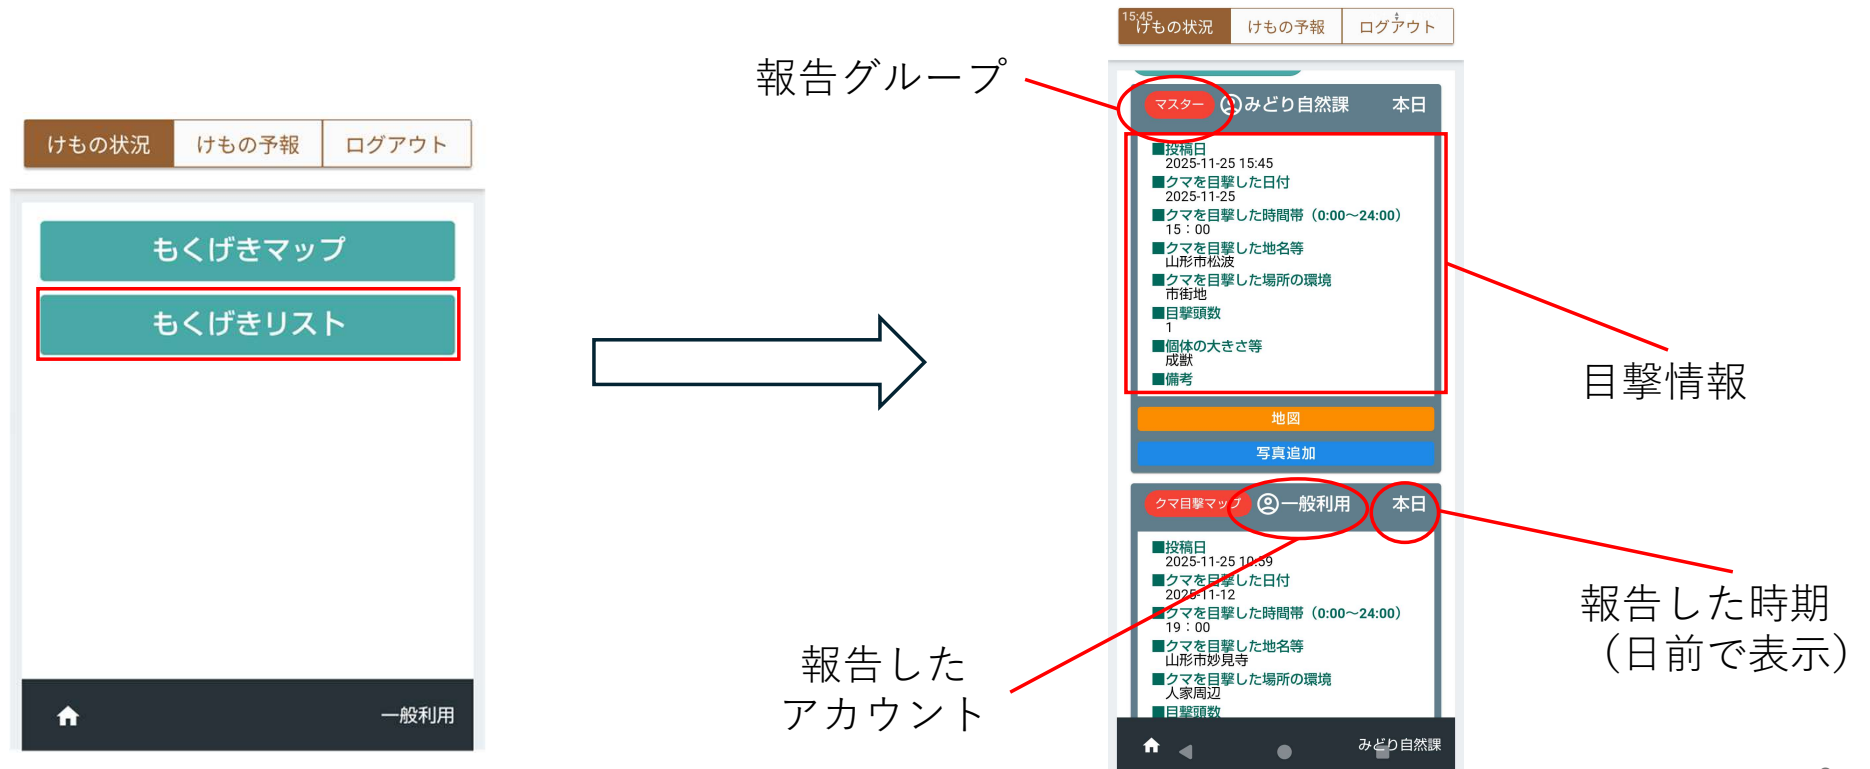 けもの状況 けもの予報 ログアウト
もくげきマップ
もくげきリスト
一般利用
報告グループ
15:45
けもの状況 けもの予報 ログアウト
マスター みどり自然課 本日
■投稿日
2025-11-25 15:45
■クマを目撃した日付
2025-11-25
■クマを目撃した時間帯（0:00～24:00）
15：00
■クマを目撃した地名等
山形市松波
■クマを目撃した場所の環境
市街地
■目撃頭数
1
■個体の大きさ等
成獣
■備考
地図
写真追加
目撃情報
クマ目撃マップ 一般利用 本日
■投稿日
2025-11-25 10:59
■クマを目撃した日付
2025-11-12
■クマを目撃した時間帯（0:00～24:00）
19：00
■クマを目撃した地名等
山形市妙見寺
■クマを目撃した場所の環境
人家周辺
■目撃頭数
みどり自然課
報告した
アカウント
報告した時期
（日前で表示）